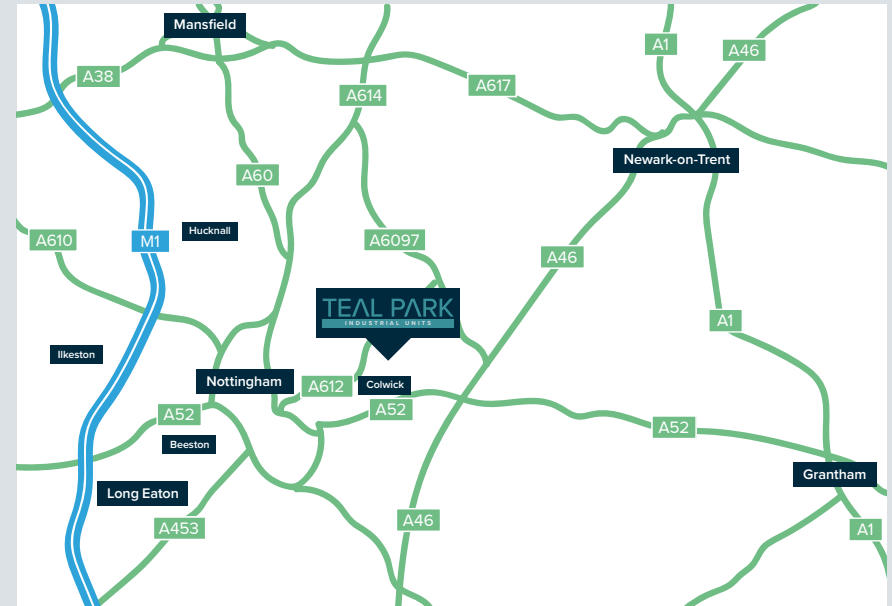 Mansfield
A1
A46
A38
A617
A614
Newark-on-Trent
A60
Hucknall
A610
M1
A6097
A46
TEAL PARK
INDUSTRIAL UNITS
A1
Ilkeston
Nottingham
A612
Colwick
A52
A52
A52
Beeston
Grantham
Long Eaton
A453
A46
A1